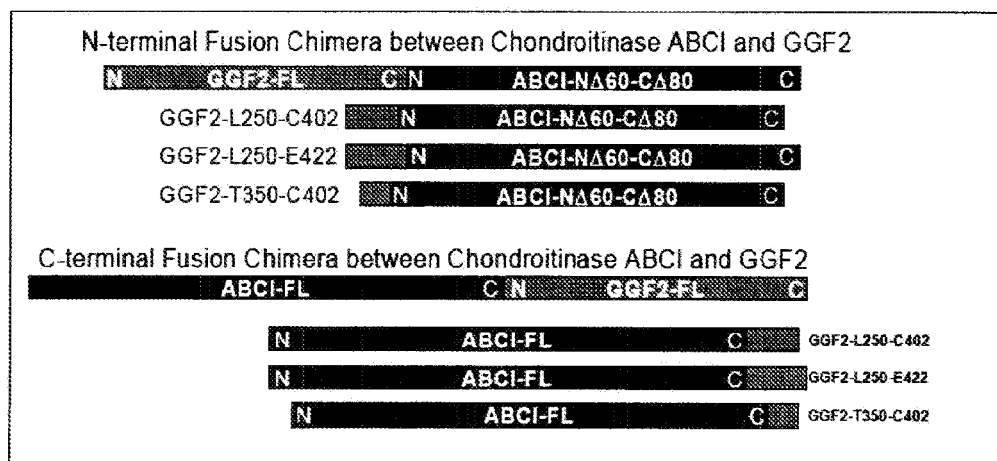 N-terminal Fusion Chimera between Chondroitinase ABCI and GGF2
N GGF2-FL C N ABCI-NΔ60-CΔ80 C
GGF2-L250-C402 N ABCI-NΔ60-CΔ80 C
GGF2-L250-E422 N ABCI-NΔ60-CΔ80 C
GGF2-T350-C402 N ABCI-NΔ60-CΔ80 C
C-terminal Fusion Chimera between Chondroitinase ABCI and GGF2
ABCI-FL C N GGF2-FL C
N ABCI-FL C GGF2-L250-C402
N ABCI-FL C GGF2-L250-E422
N ABCI-FL C GGF2-T350-C402